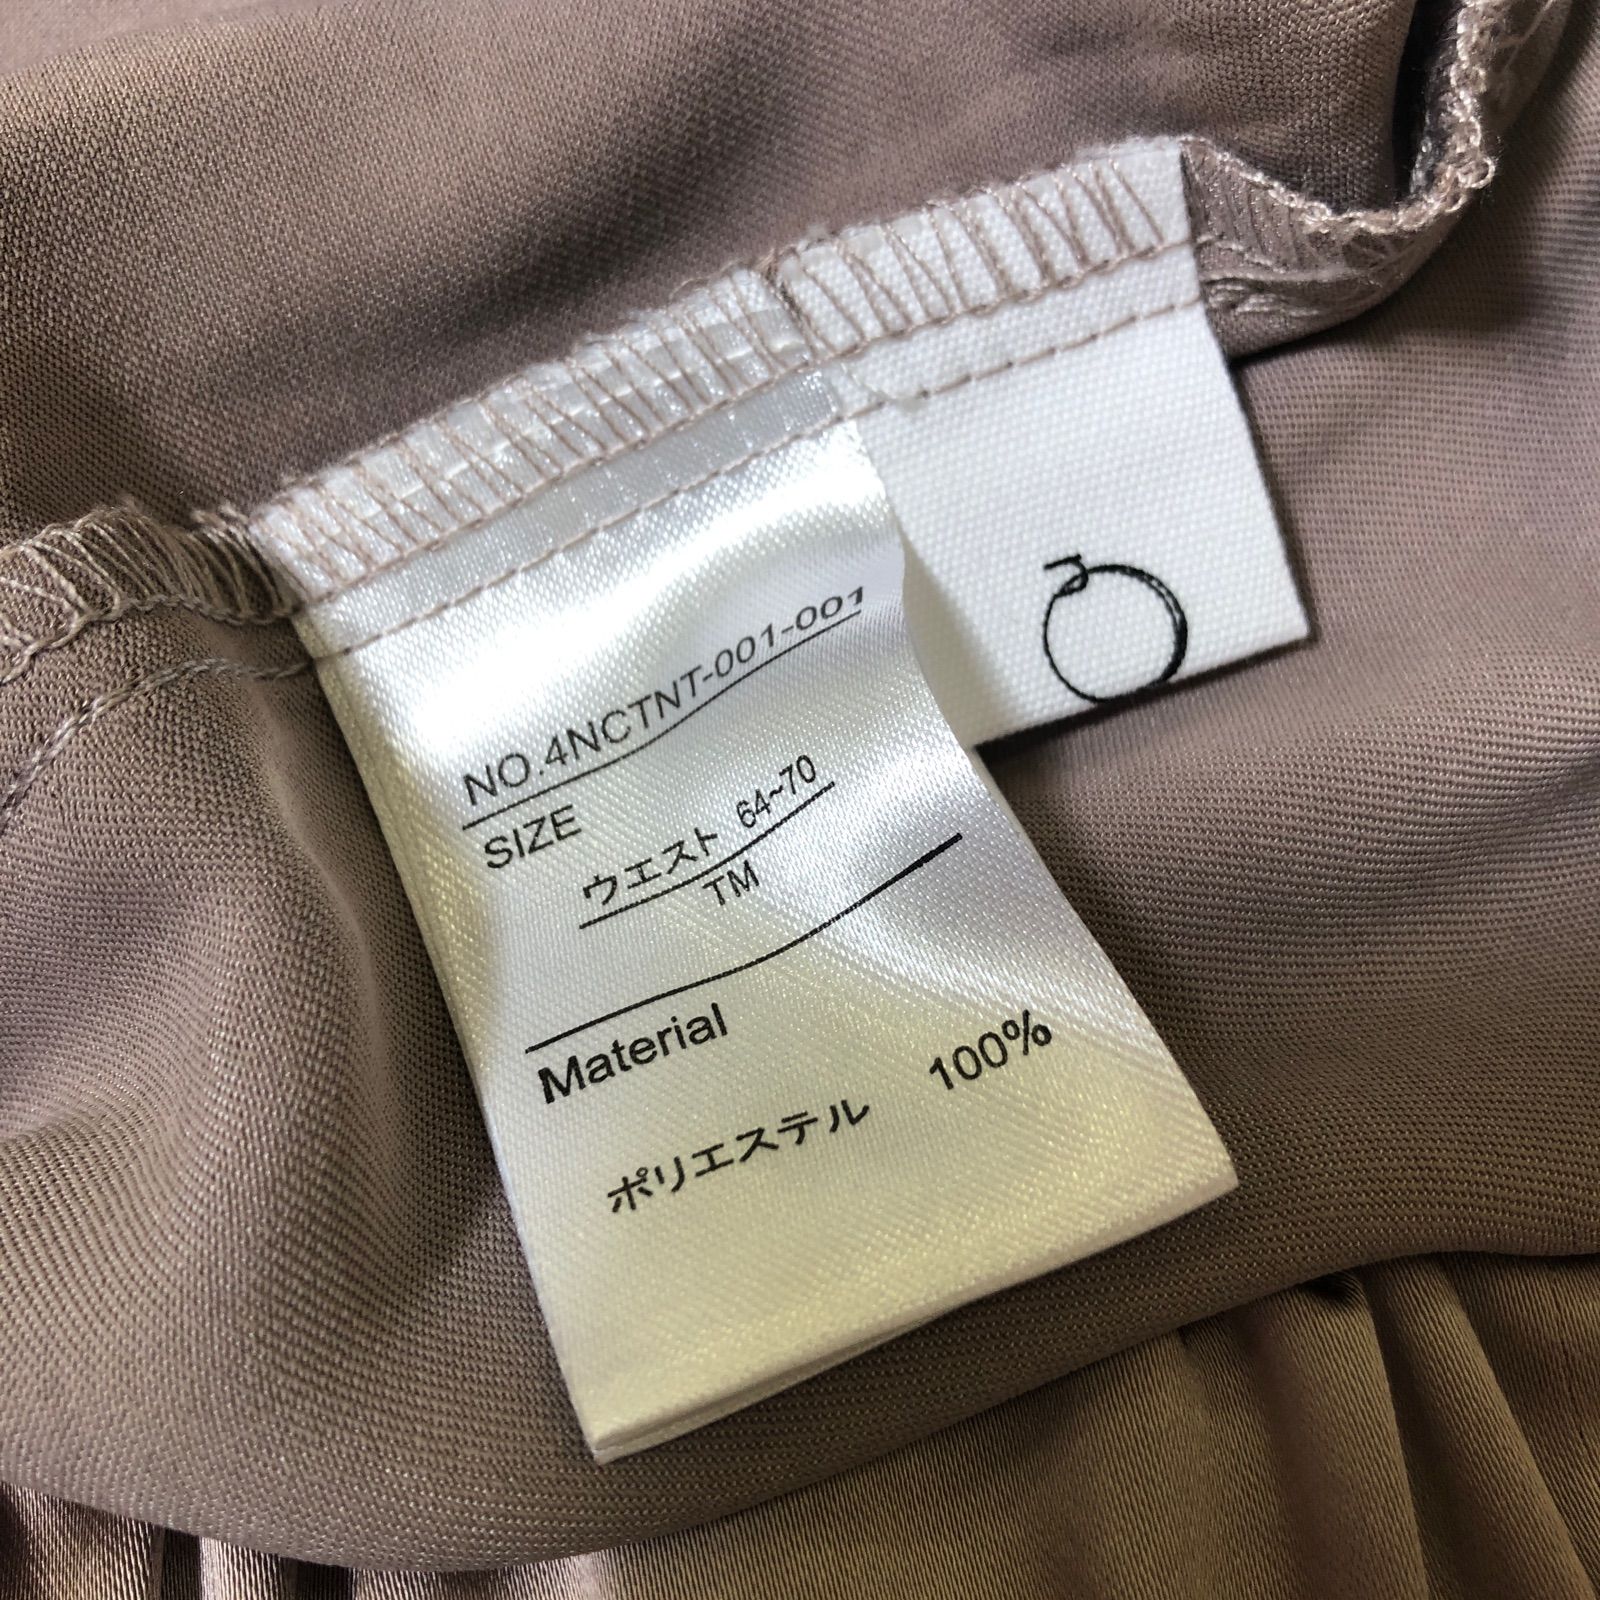 NO.4NCTNT-001-001
SIZE
ウエスト 64~70
TM
Material
ポリエステル 100%